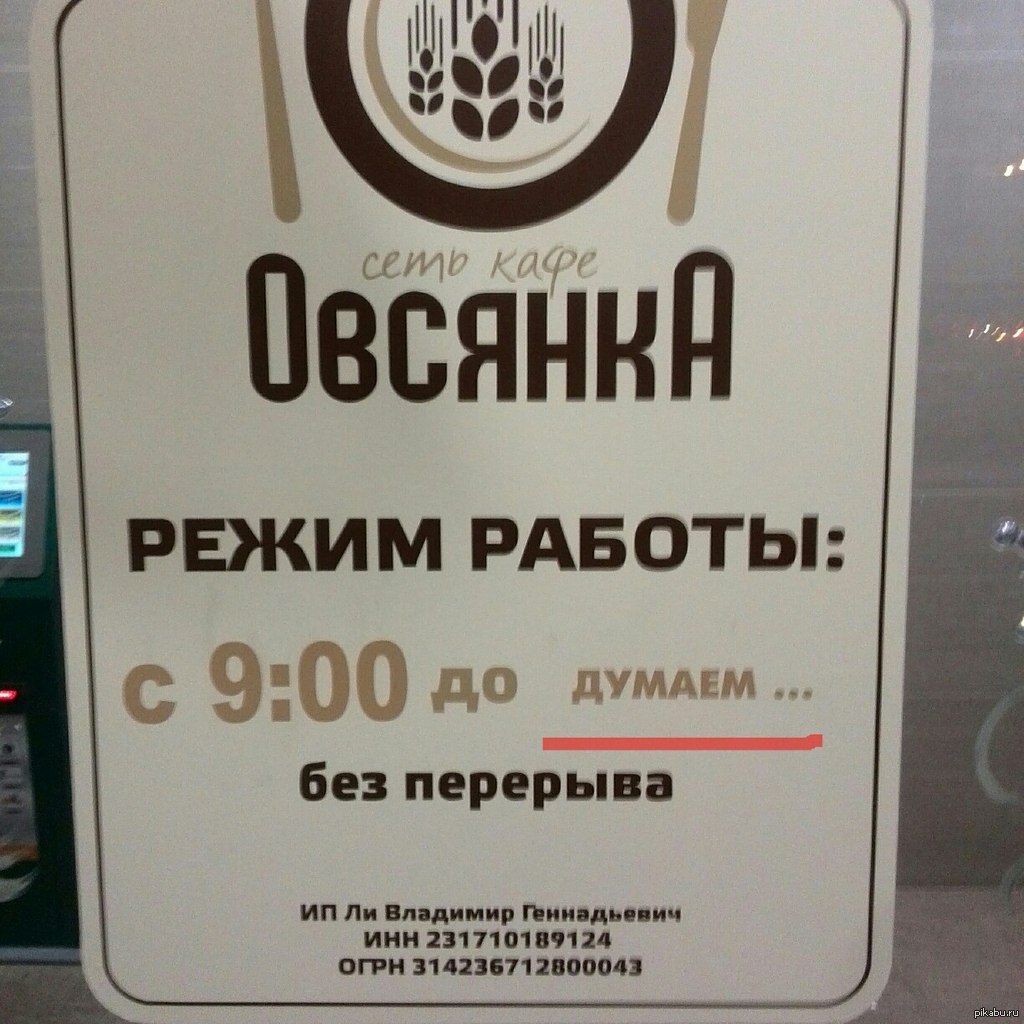 сеть кафе
ОВСЯНКА
РЕЖИМ РАБОТЫ:
с 9:00 до ДУМАЕМ ...
без перерыва
ИП Ли Владимир Геннадьевич
ИНН 231710189124
ОГРН 314236712800043
pikabu.ru